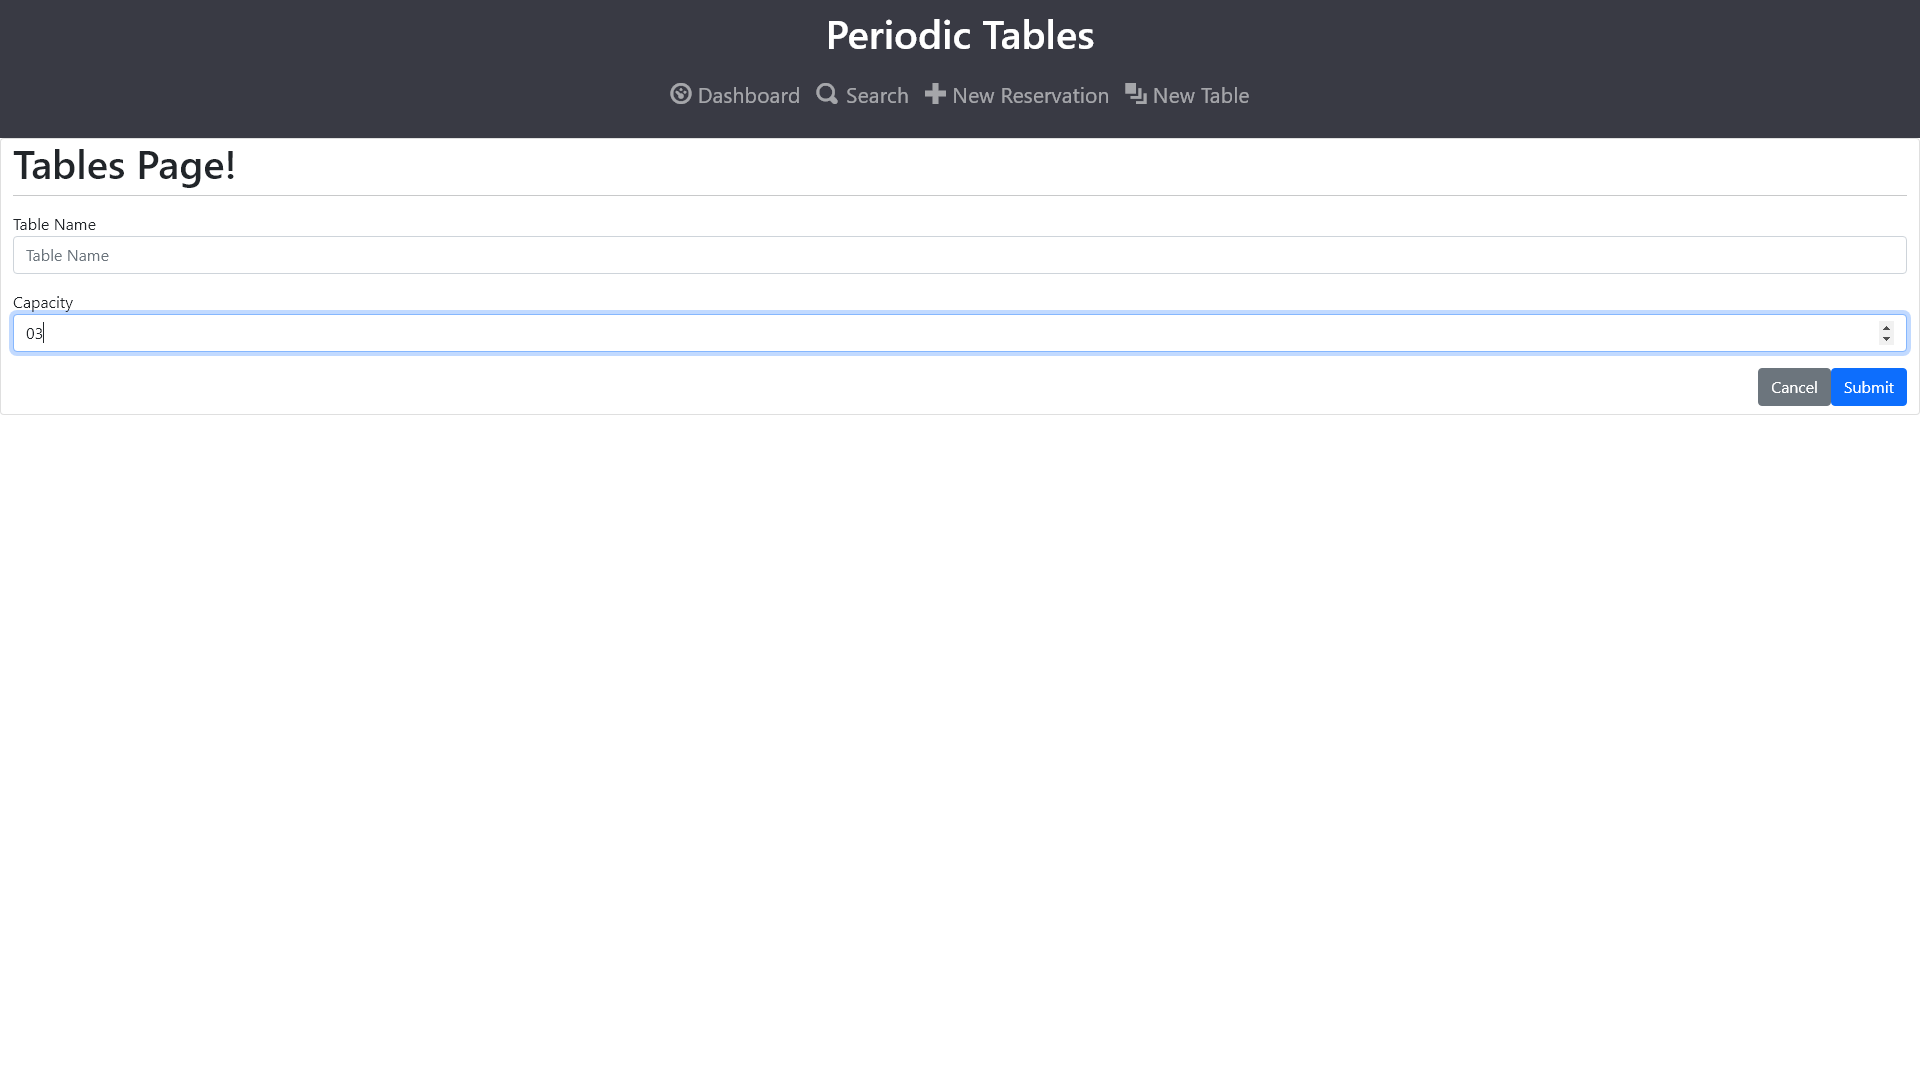 Periodic Tables
Dashboard Search New Reservation New Table
Tables Page!
Table Name
Table Name
Capacity
03
Cancel Submit